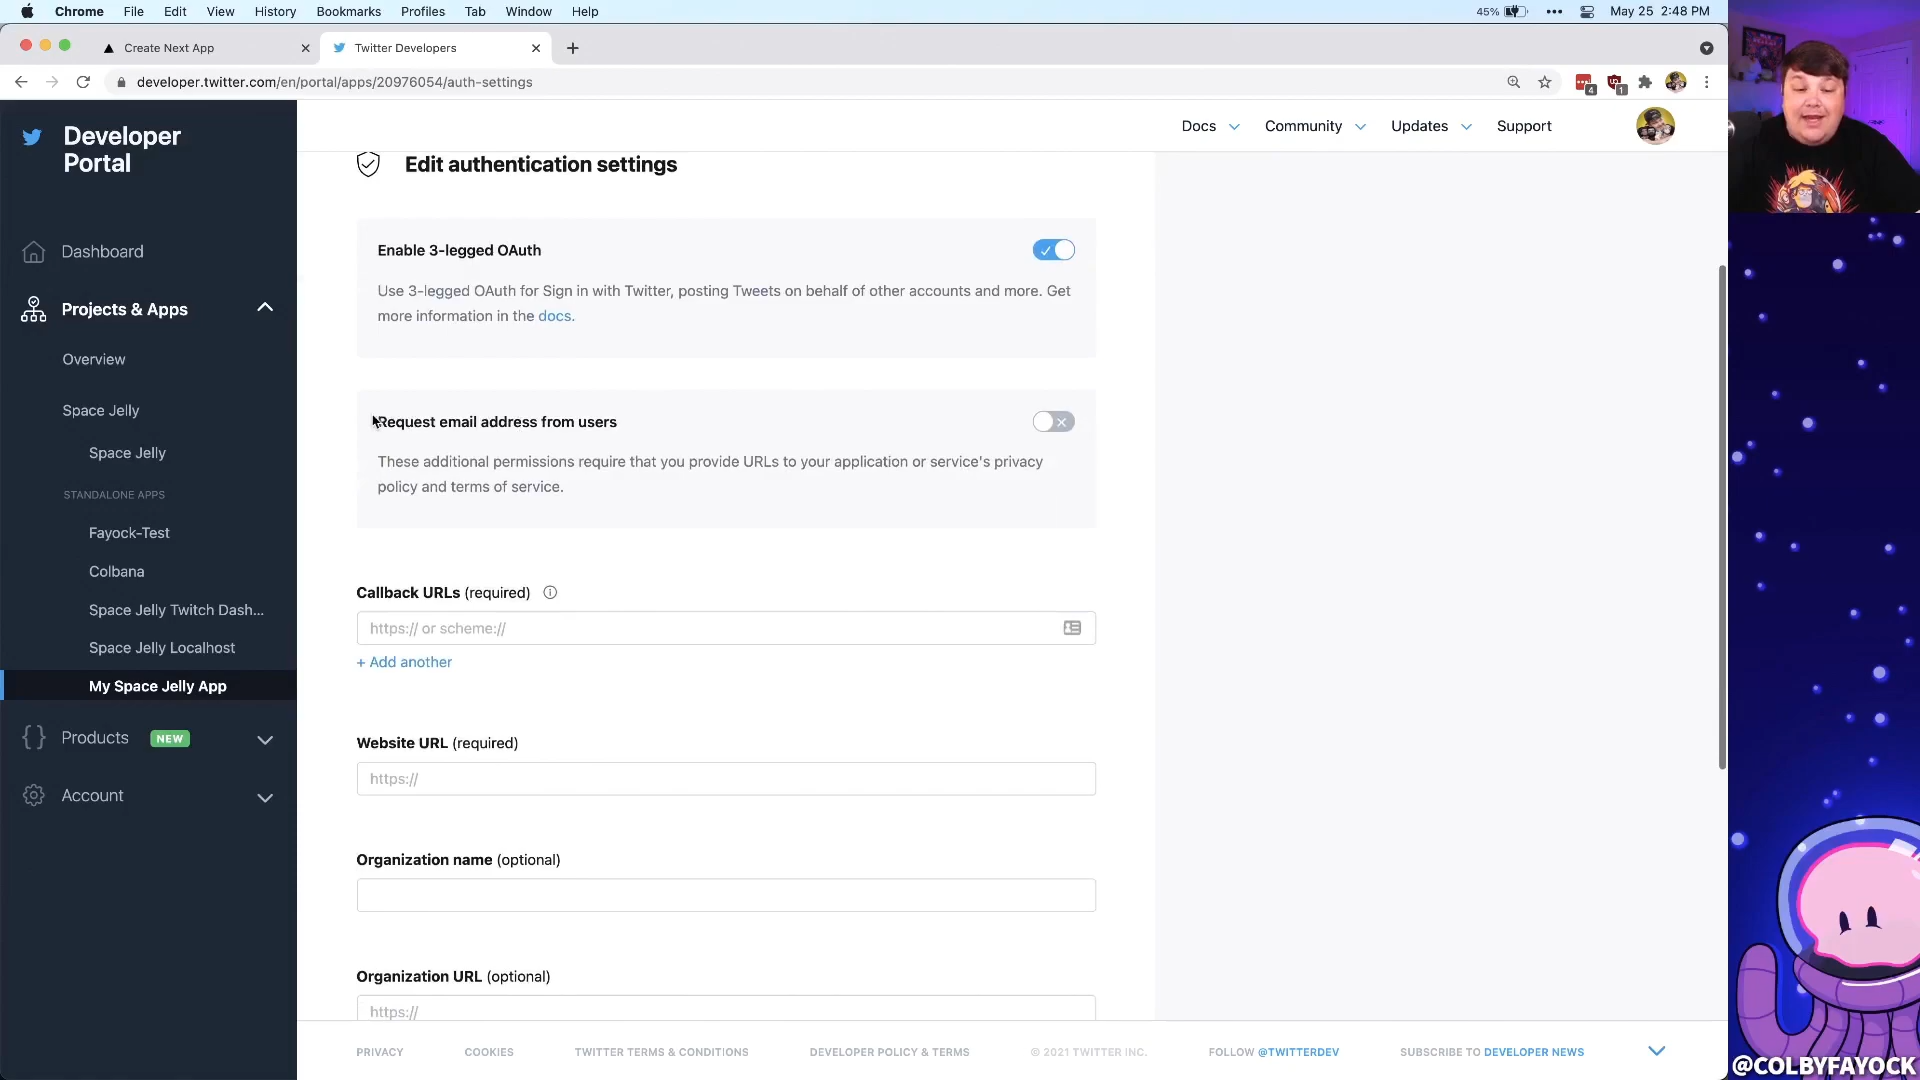 Chrome File Edit View History Bookmarks Profiles Tab Window Help 45% May 25 2:48 PM
Create Next App Twitter Developers
developer.twitter.com/en/portal/apps/20976054/auth-settings 4 1
Developer Portal
Docs Community Updates Support
Dashboard
Projects & Apps
Overview
Space Jelly
Space Jelly
STANDALONE APPS
Fayock-Test
Colbana
Space Jelly Twitch Dash...
Space Jelly Localhost
My Space Jelly App
Products NEW
Account
Edit authentication settings
Enable 3-legged OAuth
Use 3-legged OAuth for Sign in with Twitter, posting Tweets on behalf of other accounts and more. Get
more information in the docs.
Request email address from users
These additional permissions require that you provide URLs to your application or service's privacy
policy and terms of service.
Callback URLs (required)
https:// or scheme://
+ Add another
Website URL (required)
https://
Organization name (optional)
Organization URL (optional)
https://
PRIVACY COOKIES TWITTER TERMS & CONDITIONS DEVELOPER POLICY & TERMS © 2021 TWITTER INC. FOLLOW @TWITTERDEV SUBSCRIBE TO DEVELOPER NEWS
@COLBYFAYOCK